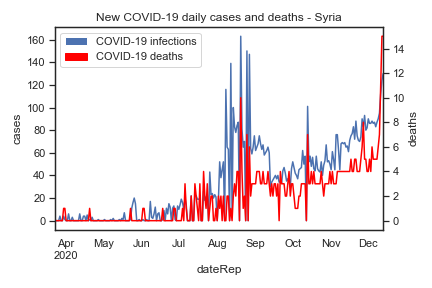 New COVID-19 daily cases and deaths - Syria
COVID-19 infections
COVID-19 deaths
160
140
120
100
80
60
40
20
0
cases
14
12
10
8
6
4
2
0
deaths
Apr May Jun Jul Aug Sep Oct Nov Dec
2020
dateRep